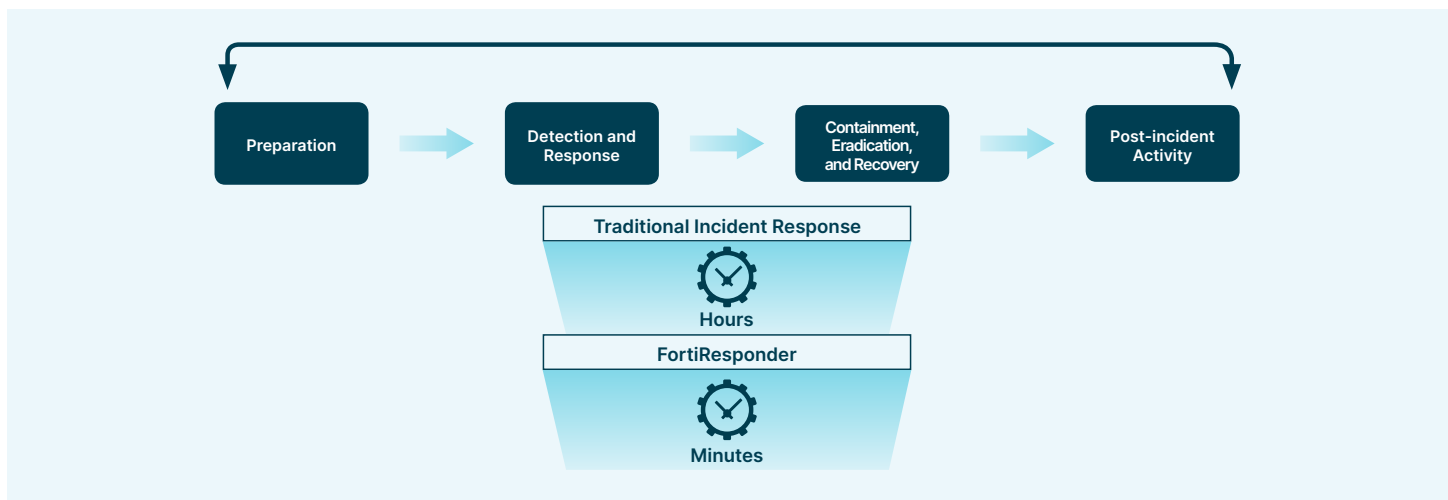 Preparation
Detection and
Response
Containment,
Eradication,
and Recovery
Post-incident
Activity
Traditional Incident Response
Hours
FortiResponder
Minutes